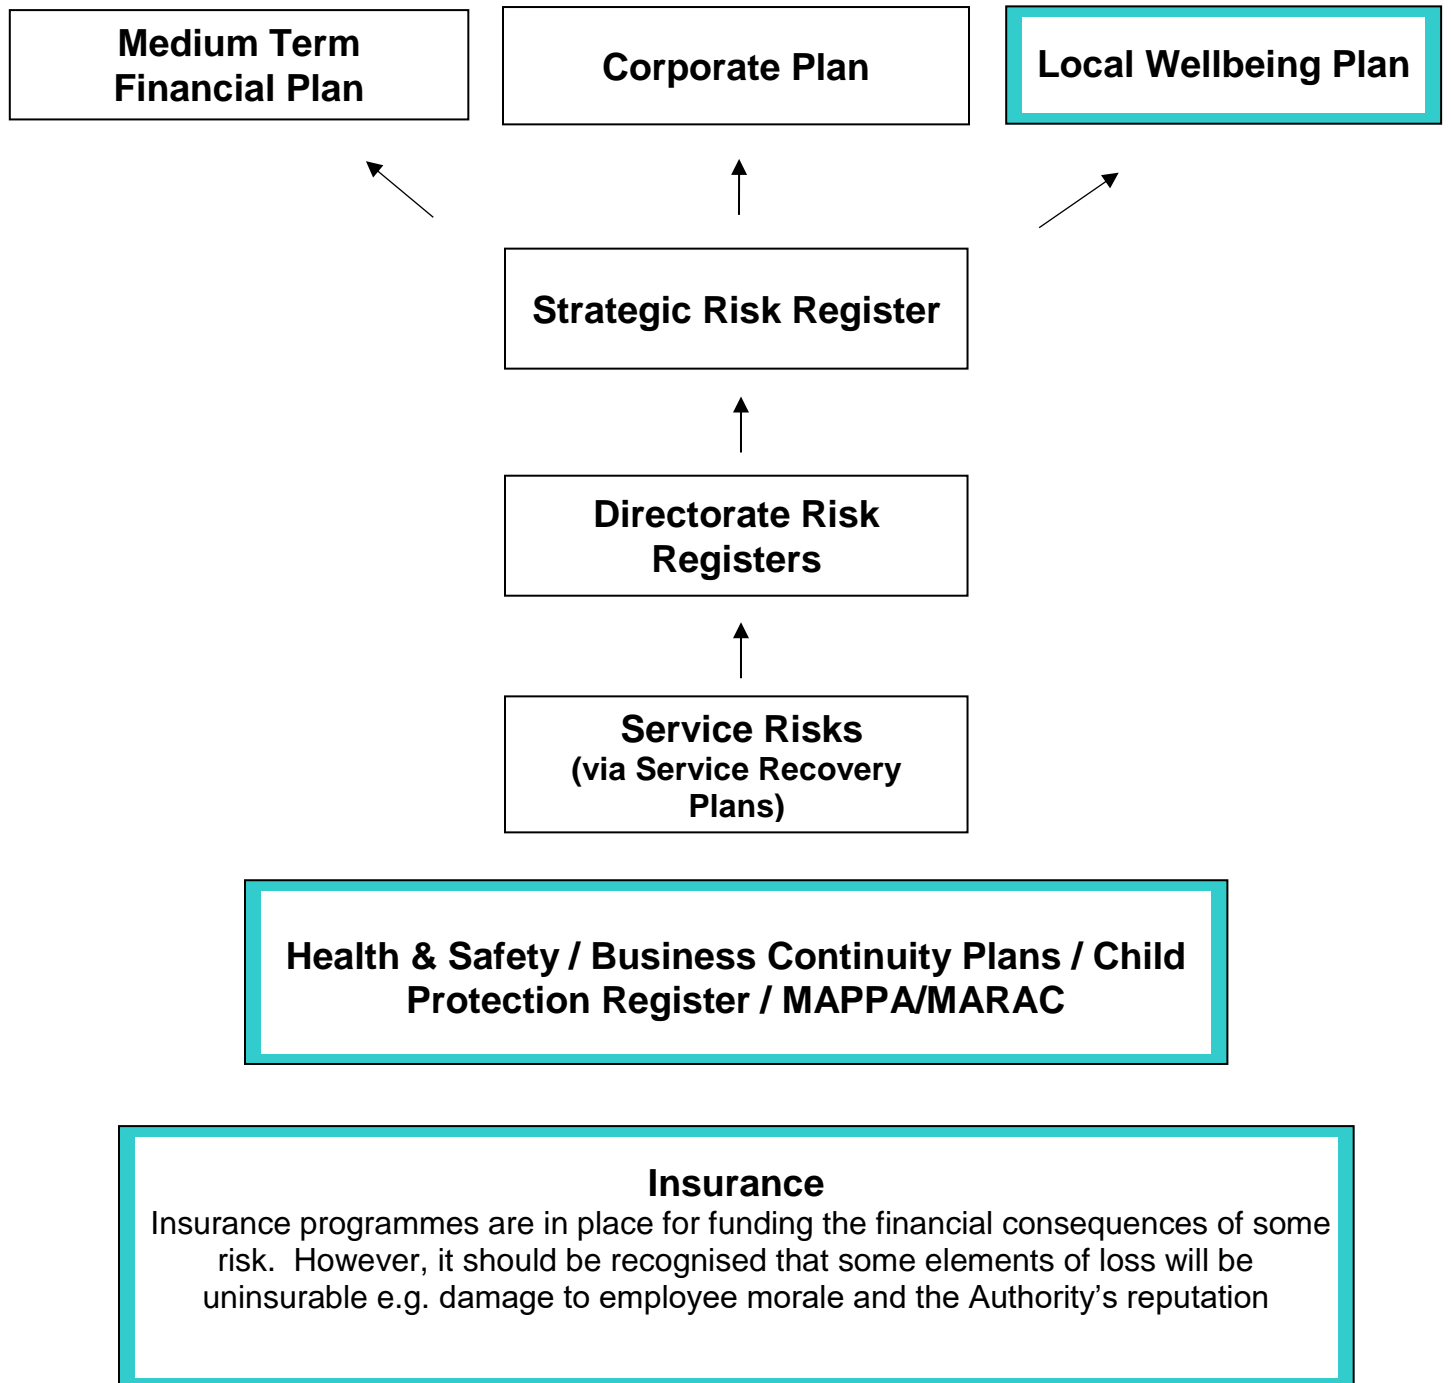 Medium Term
Financial Plan
Corporate Plan
Local Wellbeing Plan
Strategic Risk Register
Directorate Risk
Registers
Service Risks
(via Service Recovery
Plans)
Health & Safety / Business Continuity Plans / Child
Protection Register / MAPPA/MARAC
Insurance
Insurance programmes are in place for funding the financial consequences of some
risk.  However, it should be recognised that some elements of loss will be
uninsurable e.g. damage to employee morale and the Authority’s reputation